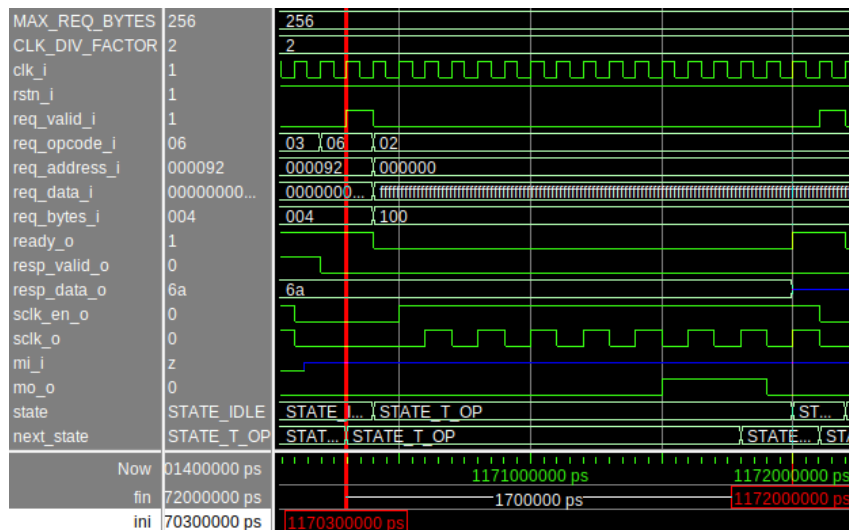 MAX_REQ_BYTES 256 256
CLK_DIV_FACTOR 2 2
clk_i 1
rstn_i 1
req_valid_i 1
req_opcode_i 06 03 06 02
req_address_i 000092 000092 000000
req_data_i 00000000... 0000000... ffffffffffffffffffffffffffffffffffffffffffffffffffffffffffffffffffffffffffffffffffffffffffffffff
req_bytes_i 004 004 100
ready_o 1
resp_valid_o 0
resp_data_o 6a 6a
sclk_en_o 0
sclk_o 0
mi_i z
mo_o 0
state STATE_IDLE STATE_I... STATE_T_OP ST...
next_state STATE_T_OP STAT... STATE_T_OP STATE... STA
Now 01400000 ps 1171000000 ps 1172000000 ps
fin 72000000 ps 1700000 ps 1172000000 ps
ini 70300000 ps 1170300000 ps